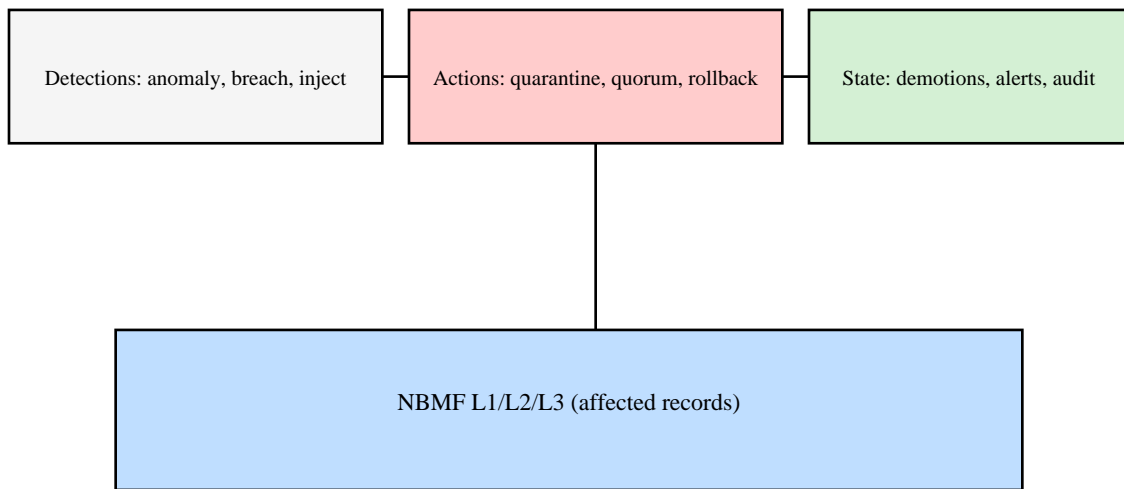 Detections: anomaly, breach, inject
Actions: quarantine, quorum, rollback
State: demotions, alerts, audit
NBMF L1/L2/L3 (affected records)